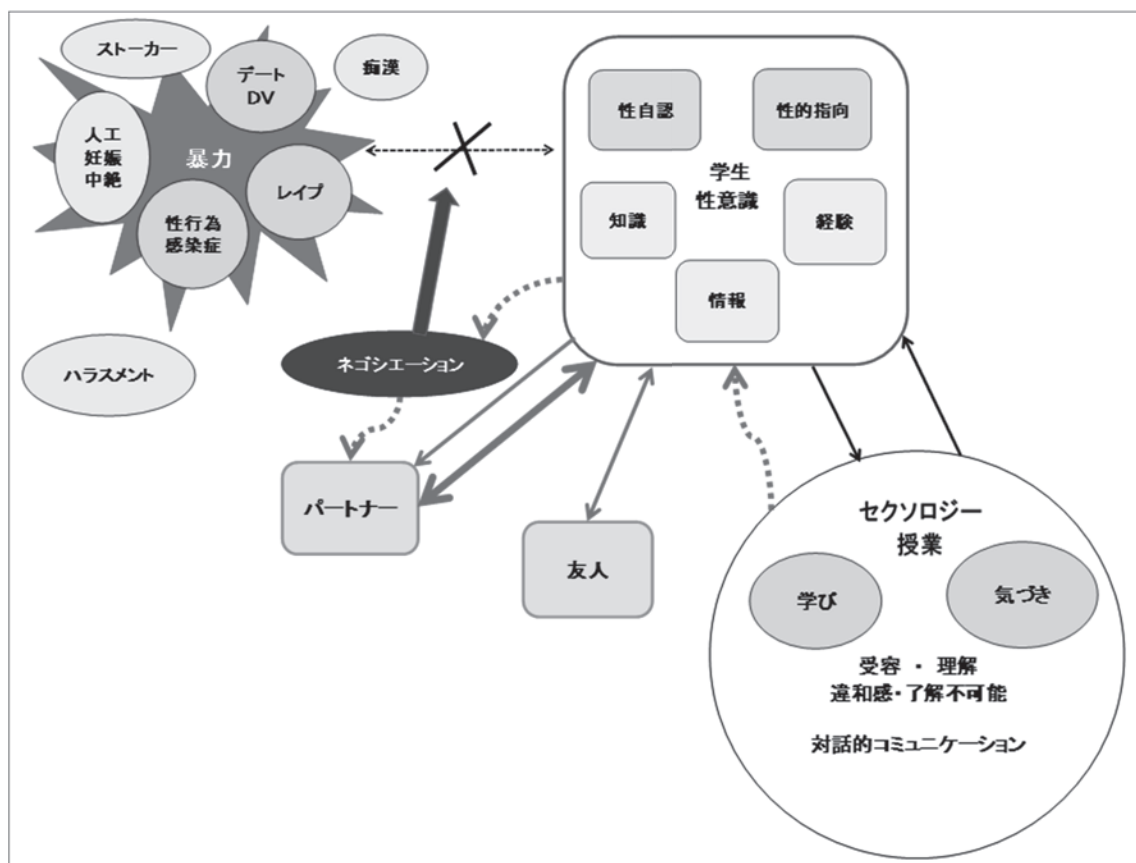 ストーカー
デート
DV
痴漢
人工
妊娠
中絶
暴力
レイプ
性行為
感染症
ハラスメント
ネゴシエーション
性自認
性的指向
学生
性意識
知識
経験
情報
パートナー
友人
セクソロジー
授業
学び
気づき
受容 ・ 理解
違和感・了解不可能
対話的コミュニケーション